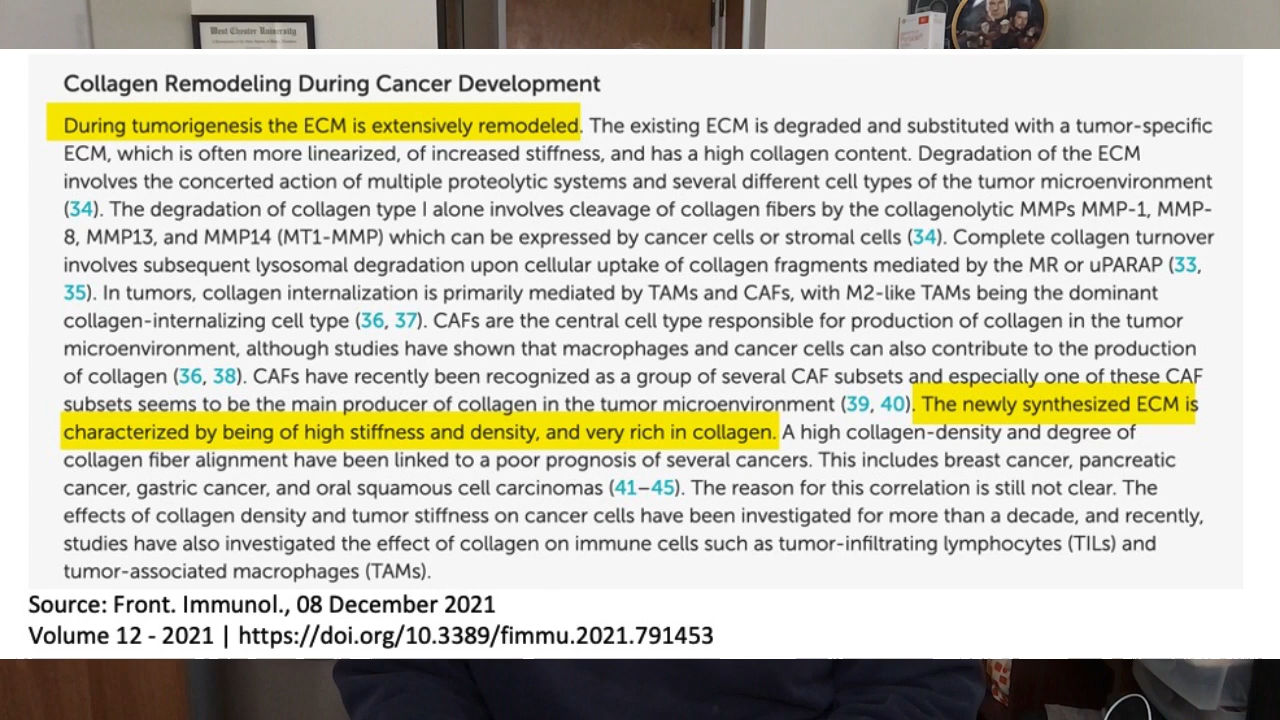 West Chester University
Collagen Remodeling During Cancer Development
During tumorigenesis the ECM is extensively remodeled. The existing ECM is degraded and substituted with a tumor-specific
ECM, which is often more linearized, of increased stiffness, and has a high collagen content. Degradation of the ECM
involves the concerted action of multiple proteolytic systems and several different cell types of the tumor microenvironment
(34). The degradation of collagen type I alone involves cleavage of collagen fibers by the collagenolytic MMPs MMP-1, MMP-
8, MMP13, and MMP14 (MT1-MMP) which can be expressed by cancer cells or stromal cells (34). Complete collagen turnover
involves subsequent lysosomal degradation upon cellular uptake of collagen fragments mediated by the MR or uPARAP (33,
35). In tumors, collagen internalization is primarily mediated by TAMs and CAFs, with M2-like TAMs being the dominant
collagen-internalizing cell type (36, 37). CAFs are the central cell type responsible for production of collagen in the tumor
microenvironment, although studies have shown that macrophages and cancer cells can also contribute to the production
of collagen (36, 38). CAFs have recently been recognized as a group of several CAF subsets and especially one of these CAF
subsets seems to be the main producer of collagen in the tumor microenvironment (39, 40). The newly synthesized ECM is
characterized by being of high stiffness and density, and very rich in collagen. A high collagen-density and degree of
collagen fiber alignment have been linked to a poor prognosis of several cancers. This includes breast cancer, pancreatic
cancer, gastric cancer, and oral squamous cell carcinomas (41–45). The reason for this correlation is still not clear. The
effects of collagen density and tumor stiffness on cancer cells have been investigated for more than a decade, and recently,
studies have also investigated the effect of collagen on immune cells such as tumor-infiltrating lymphocytes (TILs) and
tumor-associated macrophages (TAMs).
Source: Front. Immunol., 08 December 2021
Volume 12 - 2021 | https://doi.org/10.3389/fimmu.2021.791453